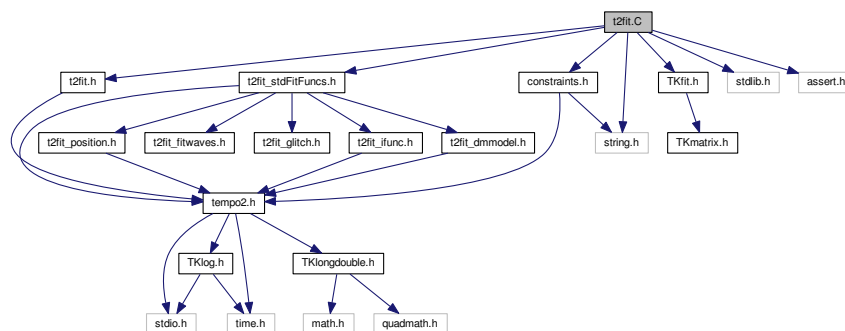 t2fit.C
t2fit.h
t2fit_stdFitFuncs.h
constraints.h
TKfit.h
stdlib.h
assert.h
t2fit_position.h
t2fit_fitwaves.h
t2fit_glitch.h
t2fit_ifunc.h
t2fit_dmmodel.h
string.h
TKmatrix.h
tempo2.h
TKlog.h
TKlongdouble.h
stdio.h
time.h
math.h
quadmath.h